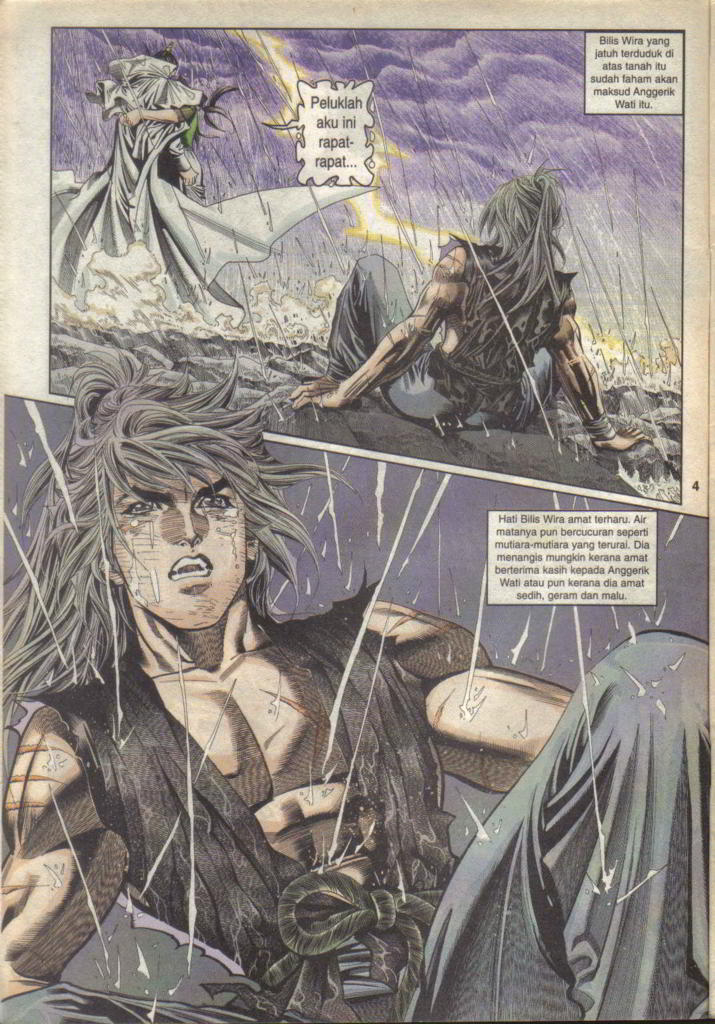 Bilis Wira yang
jatuh terduduk di
atas tanah itu
sudah faham akan
maksud Anggerik
Wati itu.
Peluklah
aku ini
rapat-
rapat...
4
Hati Bilis Wira amat terharu. Air
matanya pun bercucuran seperti
mutiara-mutiara yang terurai. Dia
menangis mungkin kerana amat
berterima kasih kepada Anggerik
Wati atau pun kerana dia amat
sedih, geram dan malu.